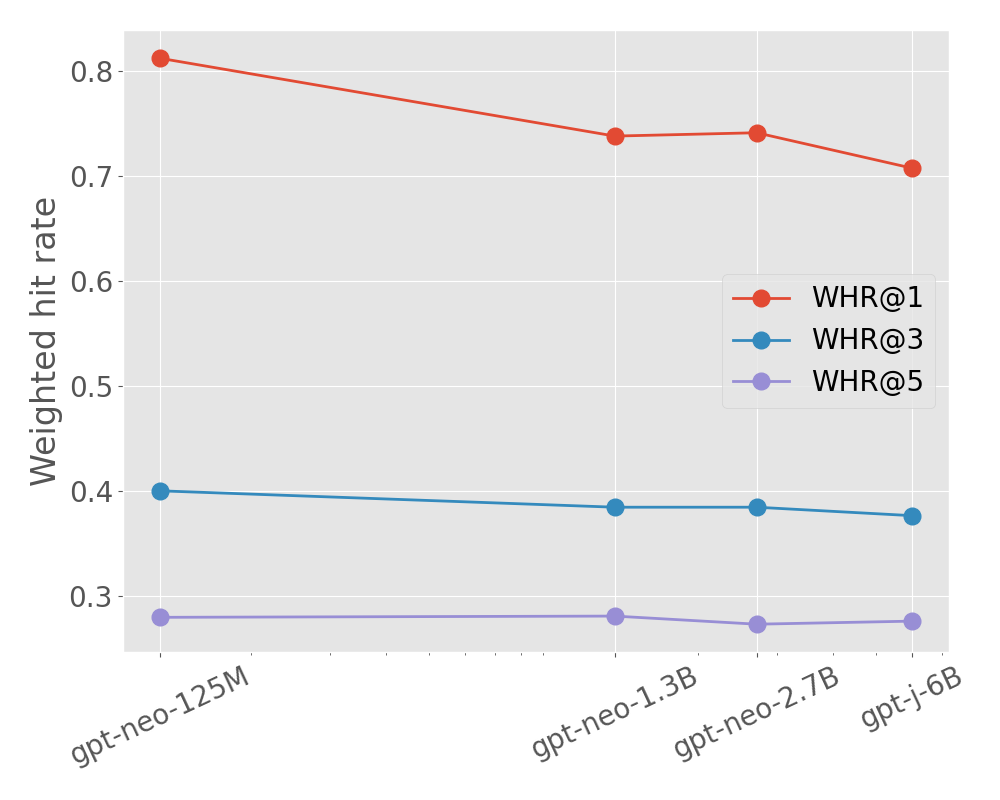 Weighted hit rate
0.8
0.7
0.6
0.5
0.4
0.3
WHR@1
WHR@3
WHR@5
gpt-neo-125M
gpt-neo-1.3B
gpt-neo-2.7B
gpt-j-6B